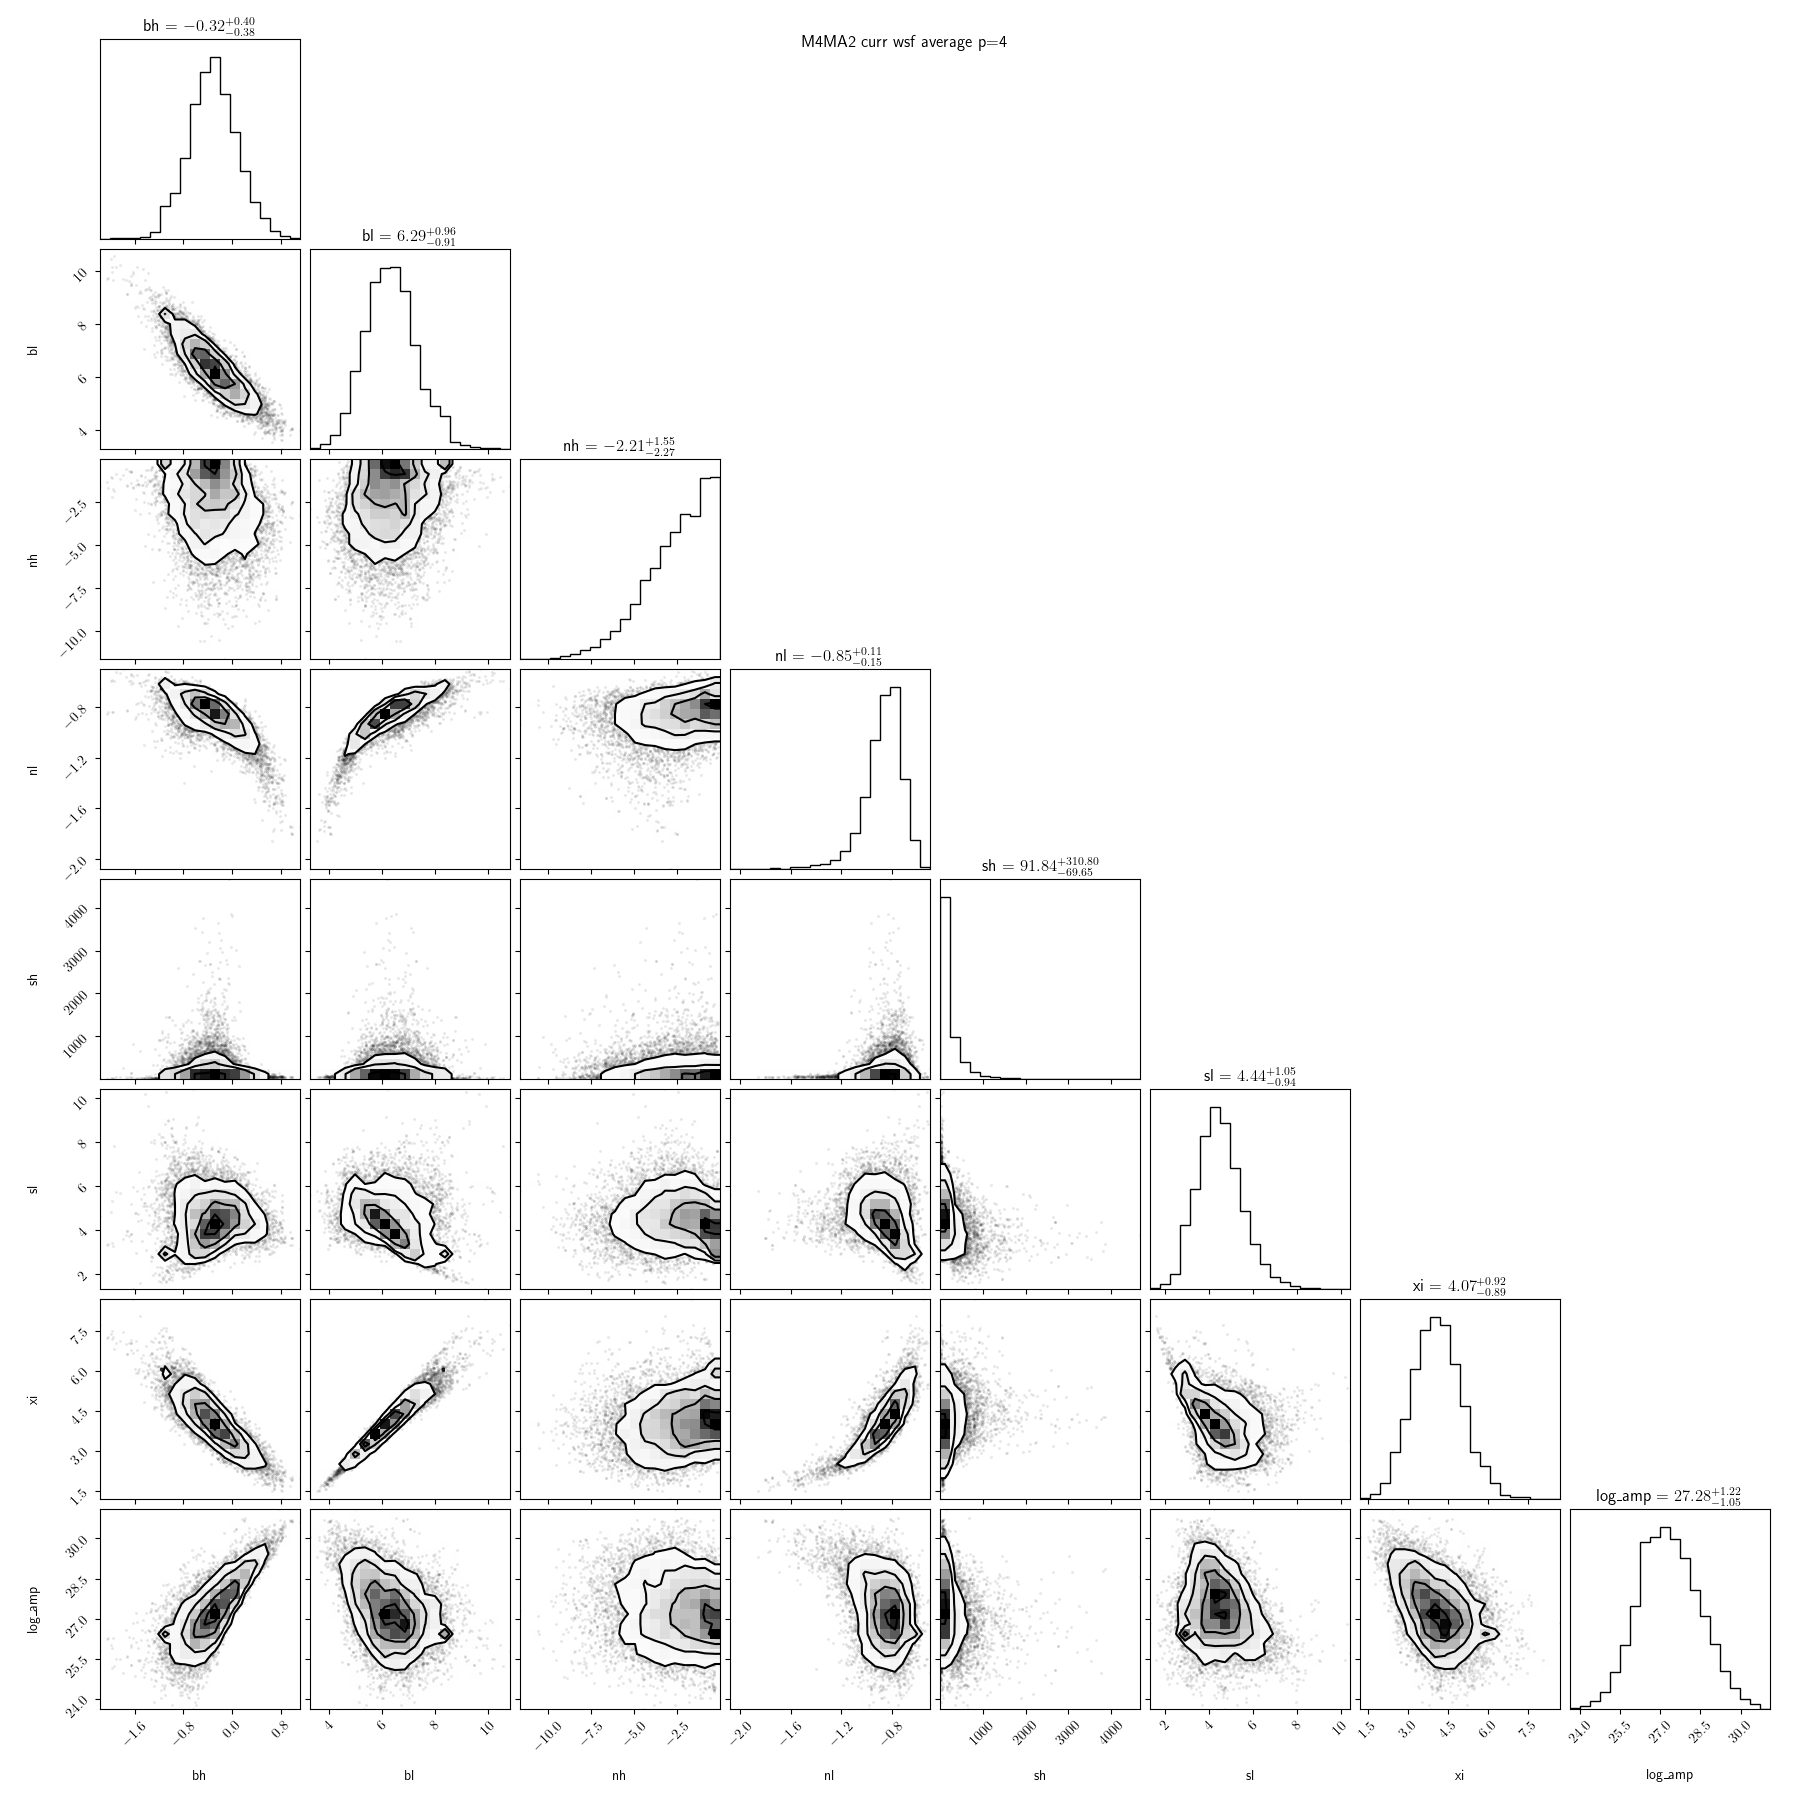 bh = −0.32+0.40 −0.38
M4MA2 curr wsf average p=4
bl = 6.29+0.96 −0.91
10
8
6
4
bl
nh = −2.21+1.55 −2.27
−2.5
−5.0
−7.5
−10.0
nh
nl = −0.85+0.11 −0.15
−0.8
−1.2
−1.6
−2.0
nl
sh = 91.84+310.80 −69.65
4000
3000
2000
1000
sh
sl = 4.44+1.05 −0.94
10
8
6
4
2
sl
xi = 4.07+0.92 −0.89
7.5
6.0
4.5
3.0
1.5
xi
log_amp = 27.28+1.22 −1.05
30.0
28.5
27.0
25.5
24.0
log_amp
−1.6 −0.8 0.0 0.8 4 6 8 10 −10.0 −7.5 −5.0 −2.5 −2.0 −1.6 −1.2 −0.8 1000 2000 3000 4000 2 4 6 8 10 1.5 3.0 4.5 6.0 7.5 24.0 25.5 27.0 28.5 30.0
bh bl nh nl sh sl xi log_amp